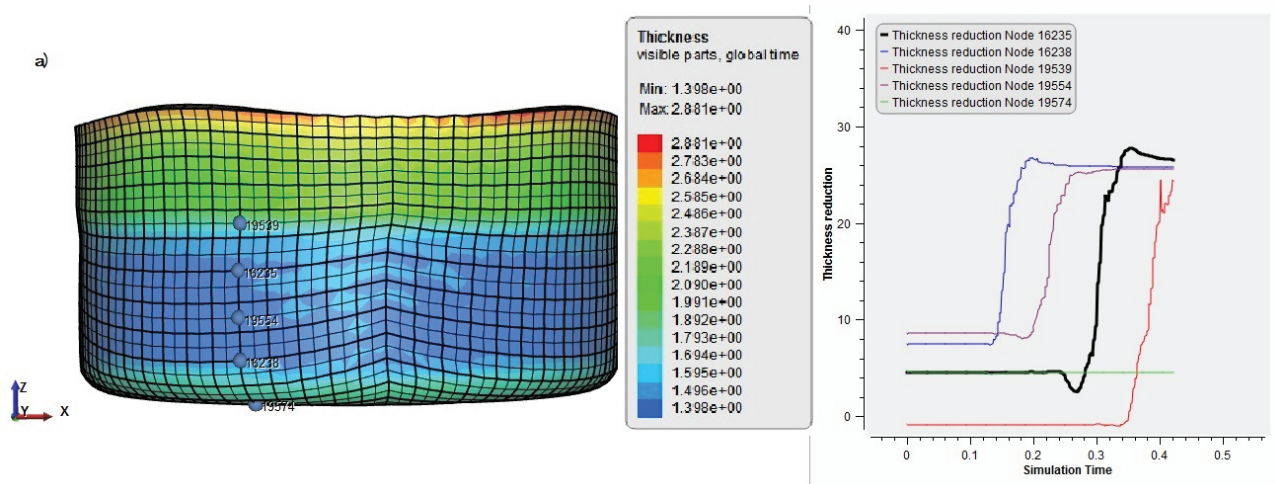 a)
19539
16235
19554
16238
19574
Z
Y
X
Thickness
visible parts, global time
Min: 1.398e+00
Max: 2.881e+00
2.881e+00
2.783e+00
2.684e+00
2.585e+00
2.486e+00
2.387e+00
2.288e+00
2.189e+00
2.090e+00
1.991e+00
1.892e+00
1.793e+00
1.694e+00
1.595e+00
1.496e+00
1.398e+00
Thickness reduction Node 16235
Thickness reduction Node 16238
Thickness reduction Node 19539
Thickness reduction Node 19554
Thickness reduction Node 19574
Thickness reduction
40
30
20
10
0
0 0.1 0.2 0.3 0.4 0.5
Simulation Time